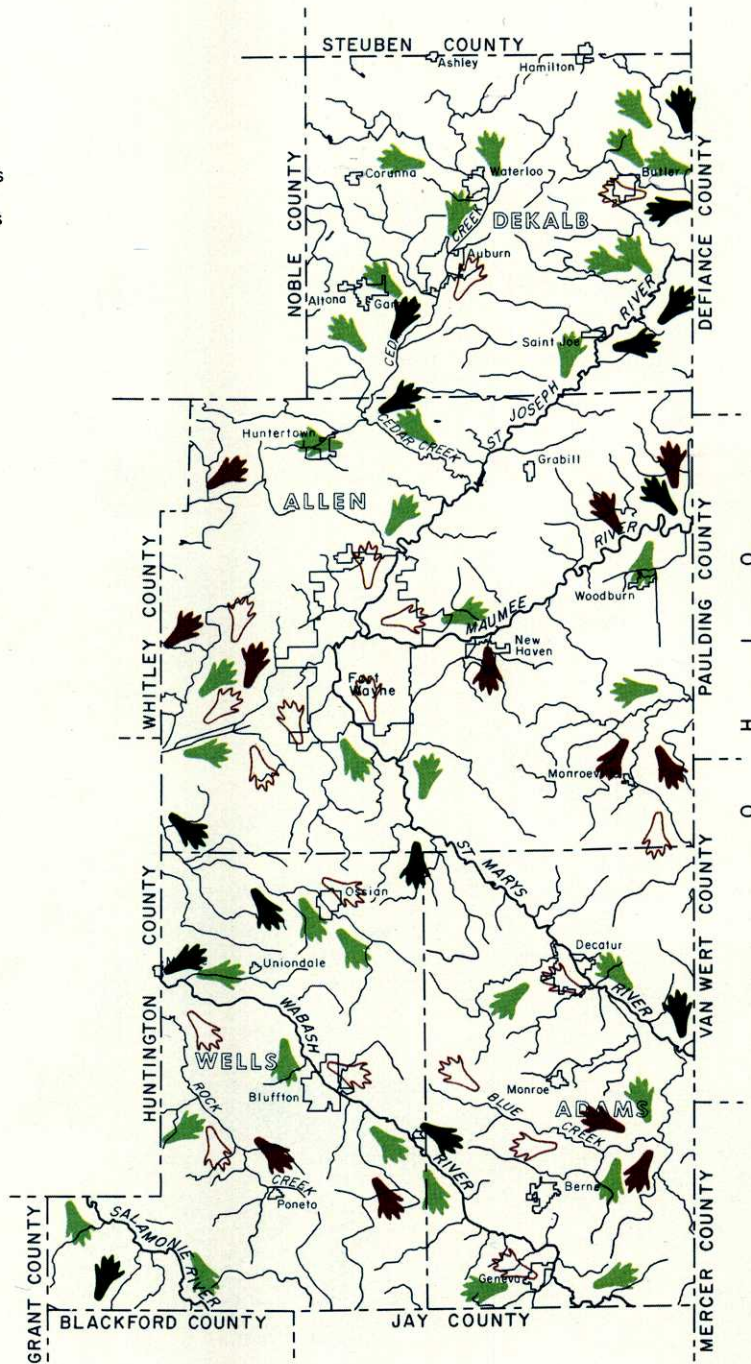 STEUBEN COUNTY
Ashley
Hamilton
s
s
Corunna
Waterloo
Butler
NOBLE COUNTY
CREEK
DEKALB
DEFIANCE COUNTY
Auburn
Altona
RIVER
Saint Joe
ST. JOSEPH
CEDAR CREEK
Huntertown
Grabill
ALLEN
RIVER
WHITLEY COUNTY
Woodburn
PAULDING COUNTY
MAUMEE
New
Haven
Fort
Wayne
OHIO
Monroeville
ST. MARYS
HUNTINGTON COUNTY
Ossian
VAN WERT COUNTY
Decatur
Uniondale
RIVER
WABASH
WELLS
Bluffton
Monroe
BLUE
CREEK
ADAMS
ROCK
CREEK
RIVER
Poneto
Berne
GRANT COUNTY
SALAMONIE RIVER
Geneva
MERCER COUNTY
BLACKFORD COUNTY
JAY COUNTY